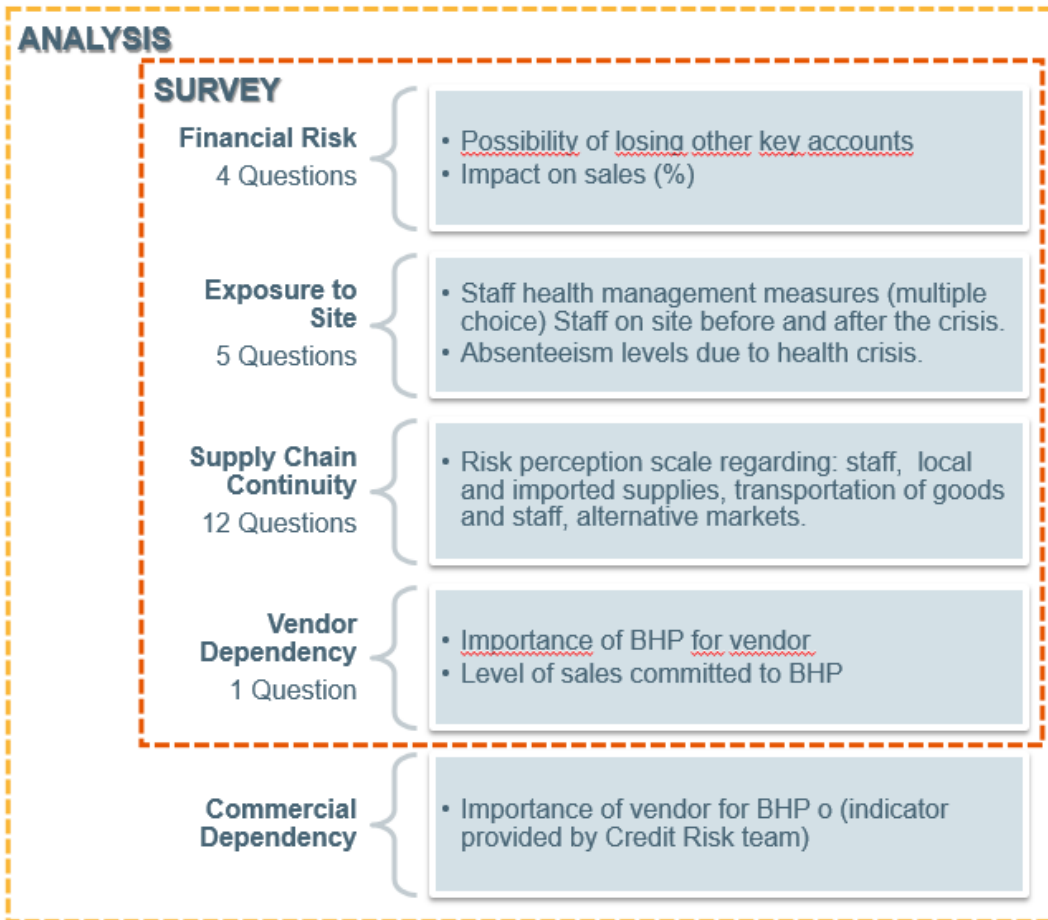 ANALYSIS
SURVEY
Financial Risk
4 Questions
• Possibility of losing other key accounts
• Impact on sales (%)
Exposure to
Site
5 Questions
• Staff health management measures (multiple
choice) Staff on site before and after the crisis.
• Absenteeism levels due to health crisis.
Supply Chain
Continuity
12 Questions
• Risk perception scale regarding: staff, local
and imported supplies, transportation of goods
and staff, alternative markets.
Vendor
Dependency
1 Question
• Importance of BHP for vendor
• Level of sales committed to BHP
Commercial
Dependency
• Importance of vendor for BHP o (indicator
provided by Credit Risk team)